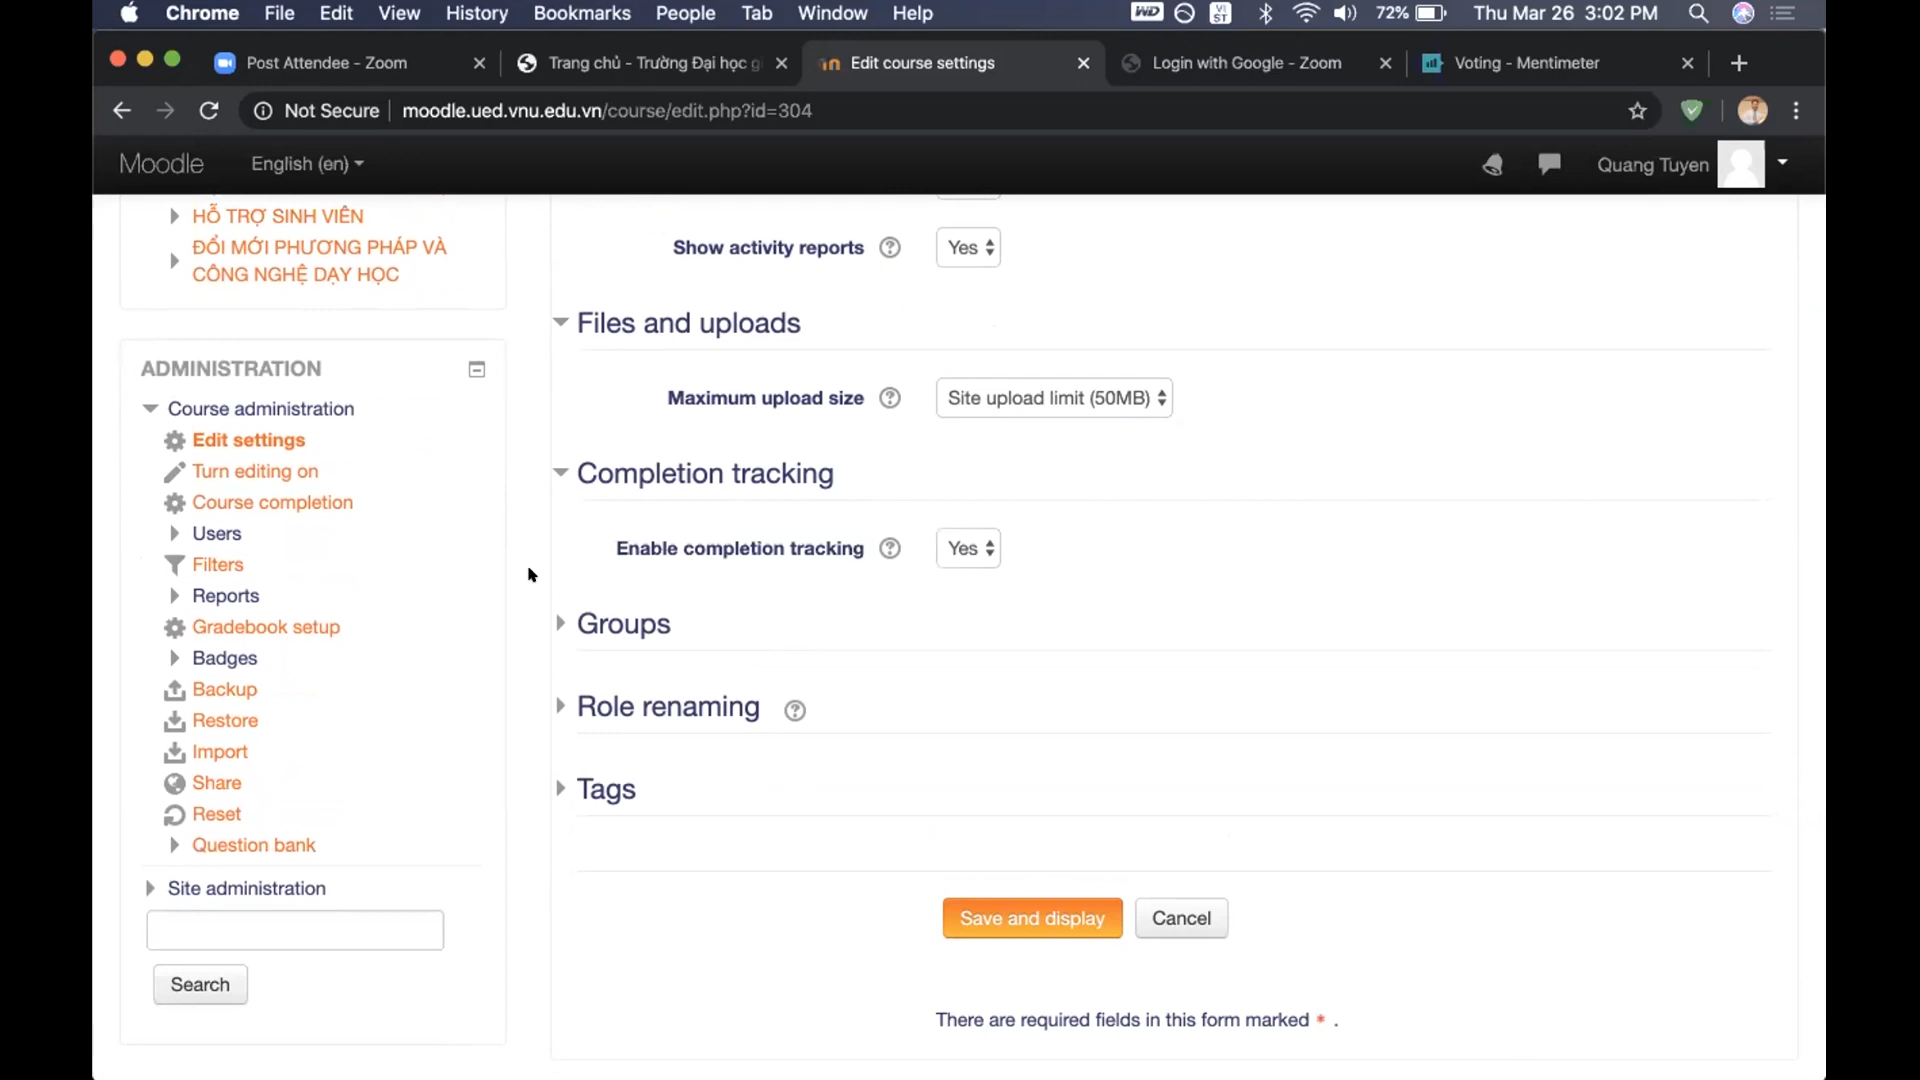 Chrome File Edit View History Bookmarks People Tab Window Help WD VI ST 72% Thu Mar 26 3:02 PM
Post Attendee - Zoom Trang chủ - Trường Đại học gi Edit course settings Login with Google - Zoom Voting - Mentimeter
Not Secure moodle.ued.vnu.edu.vn/course/edit.php?id=304
Moodle English (en) Quang Tuyen
HỖ TRỢ SINH VIÊN
ĐỔI MỚI PHƯƠNG PHÁP VÀ
CÔNG NGHỆ DẠY HỌC
ADMINISTRATION
Course administration
Edit settings
Turn editing on
Course completion
Users
Filters
Reports
Gradebook setup
Badges
Backup
Restore
Import
Share
Reset
Question bank
Site administration
Search
Show activity reports Yes
Files and uploads
Maximum upload size Site upload limit (50MB)
Completion tracking
Enable completion tracking Yes
Groups
Role renaming
Tags
Save and display Cancel
There are required fields in this form marked * .